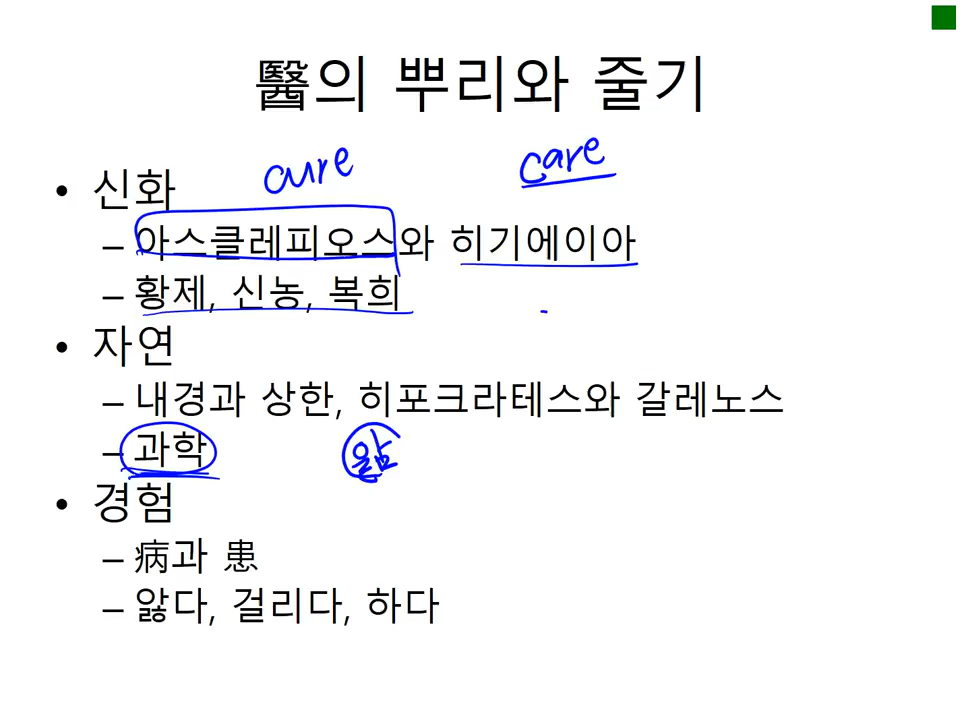 醫의 뿌리와 줄기
cure care
• 신화
– 아스클레피오스와 히기에이아
– 황제, 신농, 복희
• 자연
– 내경과 상한, 히포크라테스와 갈레노스
– 과학 앎
• 경험
– 病과 患
– 앓다, 걸리다, 하다